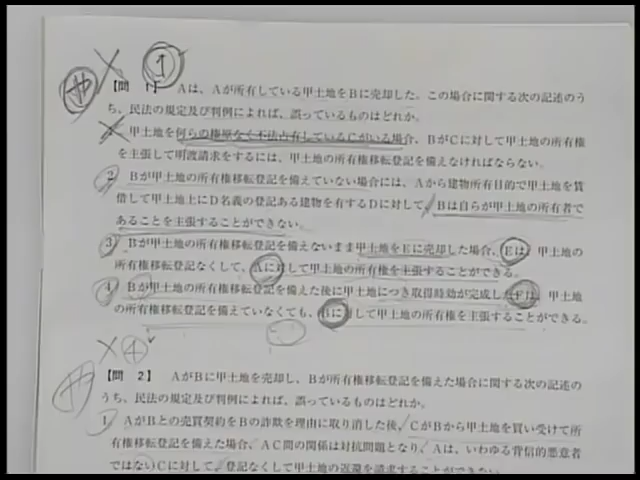 1
【問 1】 Aは、Aが所有している甲土地をBに売却した。この場合に関する次の記述のう
ち、民法の規定及び判例によれば、誤っているものはどれか。
甲土地を何らの権原なく不法占有しているCがいる場合、BがCに対して甲土地の所有権
を主張して明渡請求をするには、甲土地の所有権移転登記を備えなければならない。
2 Bが甲土地の所有権移転登記を備えていない場合には、Aから建物所有目的で甲土地を賃
借して甲土地上にD名義の登記ある建物を有するDに対して、Bは自らが甲土地の所有者で
あることを主張することができない。
3 Bが甲土地の所有権移転登記を備えないまま甲土地をEに売却した場合、Eは、甲土地の
所有権移転登記なくして、Aに対して甲土地の所有権を主張することができる。
4 Bが甲土地の所有権移転登記を備えた後に甲土地につき取得時効が完成したFは、甲土地
の所有権移転登記を備えていなくても、Bに対して甲土地の所有権を主張することができる。
4
【問 2】 AがBに甲土地を売却し、Bが所有権移転登記を備えた場合に関する次の記述の
うち、民法の規定及び判例によれば、誤っているものはどれか。
1 AがBとの売買契約をBの詐欺を理由に取り消した後、CがBから甲土地を買い受けて所
有権移転登記を備えた場合、AC間の関係は対抗問題となり、Aは、いわゆる背信的悪意者
ではないCに対して、登記なくして甲土地の返還を請求することができない。